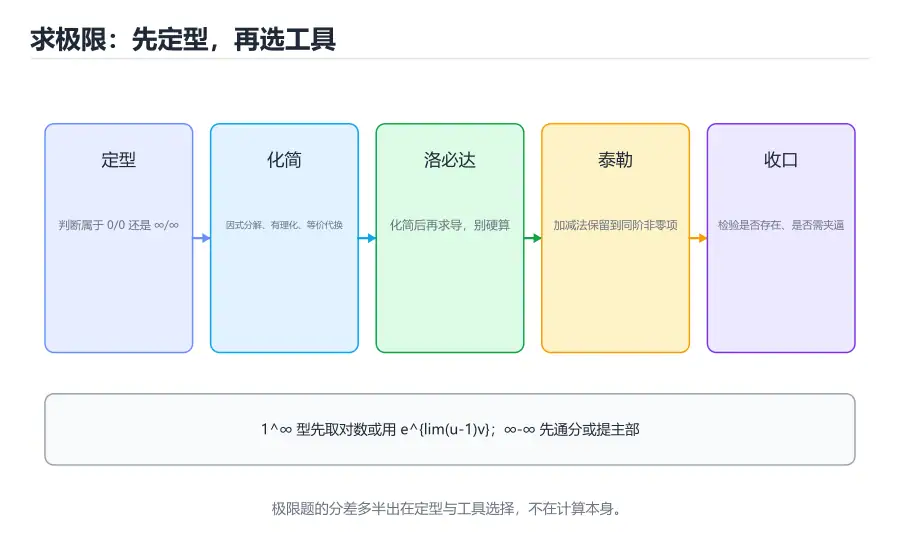 求极限：先定型，再选工具
定型
判断属于 0/0 还是 ∞/∞
化简
因式分解、有理化、等价代换
洛必达
化简后再求导，别硬算
泰勒
加减法保留到同阶非零项
收口
检验是否存在、是否需夹逼
1^∞ 型先取对数或用 e^{lim(u-1)v}；∞-∞ 先通分或提主部
极限题的分差多半出在定型与工具选择，不在计算本身。